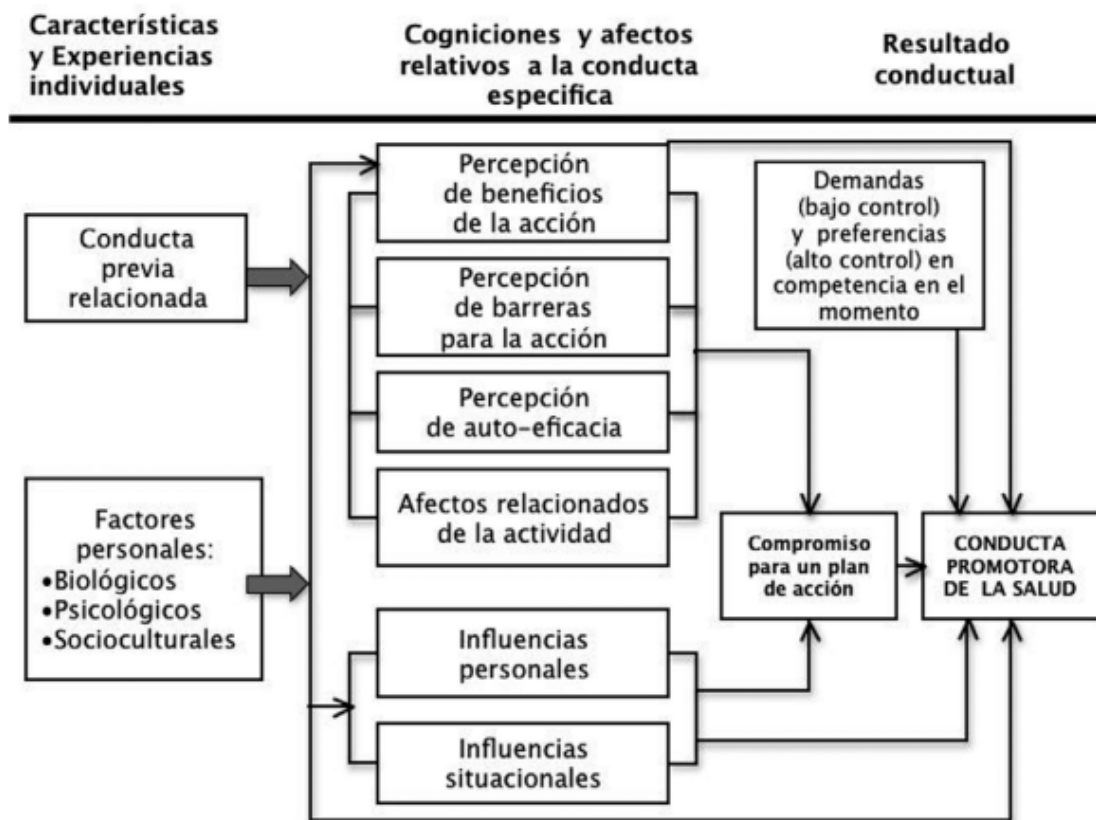 Características
y Experiencias
individuales
Cogniciones y afectos
relativos a la conducta
especifica
Resultado
conductual
Conducta
previa
relacionada
Factores
personales:
•Biológicos
•Psicológicos
•Socioculturales
Percepción
de beneficios
de la acción
Percepción
de barreras
para la acción
Percepción
de auto-eficacia
Afectos relacionados
de la actividad
Influencias
personales
Influencias
situacionales
Demandas
(bajo control)
y preferencias
(alto control) en
competencia en el
momento
Compromiso
para un plan
de acción
CONDUCTA
PROMOTORA
DE LA SALUD